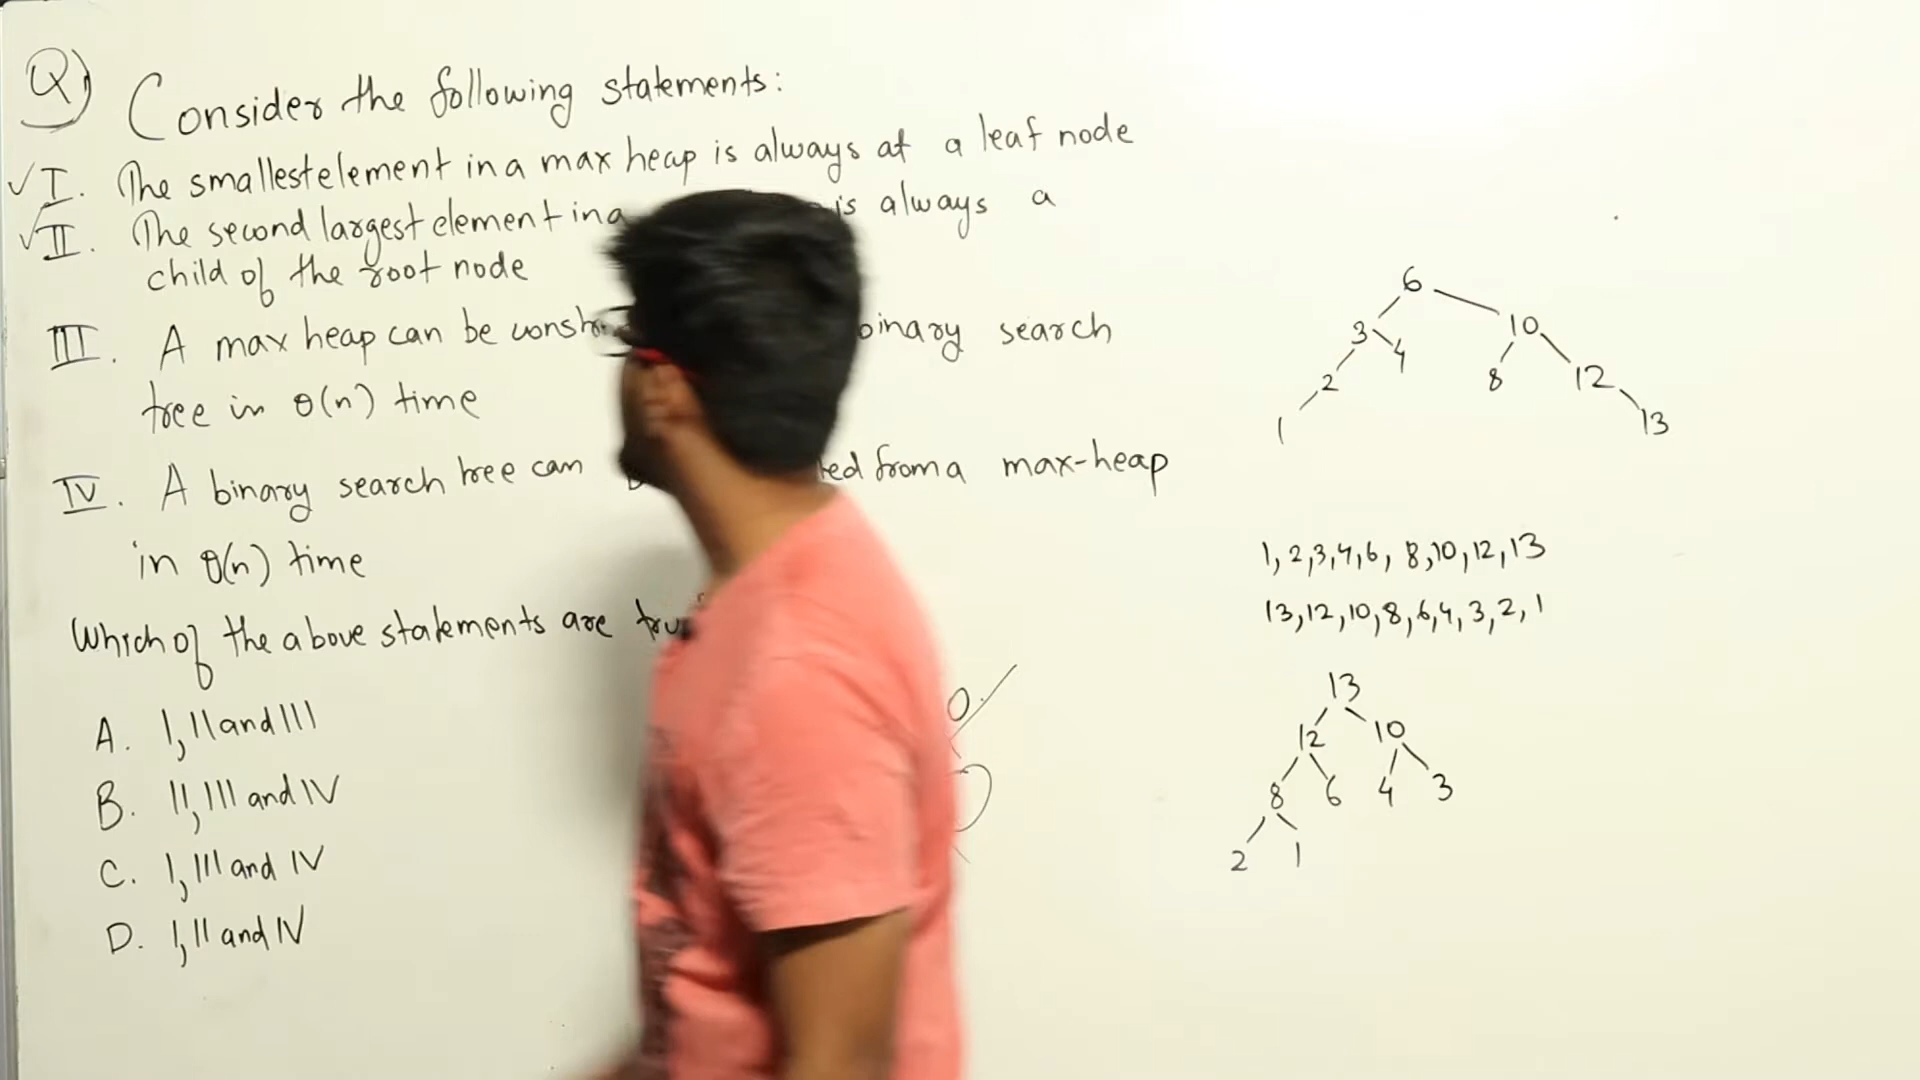 Q) Consider the following statements:
✓ I. The smallest element in a max heap is always at a leaf node
✓ II. The second largest element in a is always a
child of the root node
III. A max heap can be binary search
tree in θ(n) time
IV. A binary search tree can from a max-heap
in θ(n) time
Which of the above statements are
A. I, II and III
B. II, III and IV
C. I, III and IV
D. I, II and IV
6
3 10
2 4 8 12
1 13
1, 2, 3, 4, 6, 8, 10, 12, 13
13, 12, 10, 8, 6, 4, 3, 2, 1
13
12 10
8 6 4 3
2 1